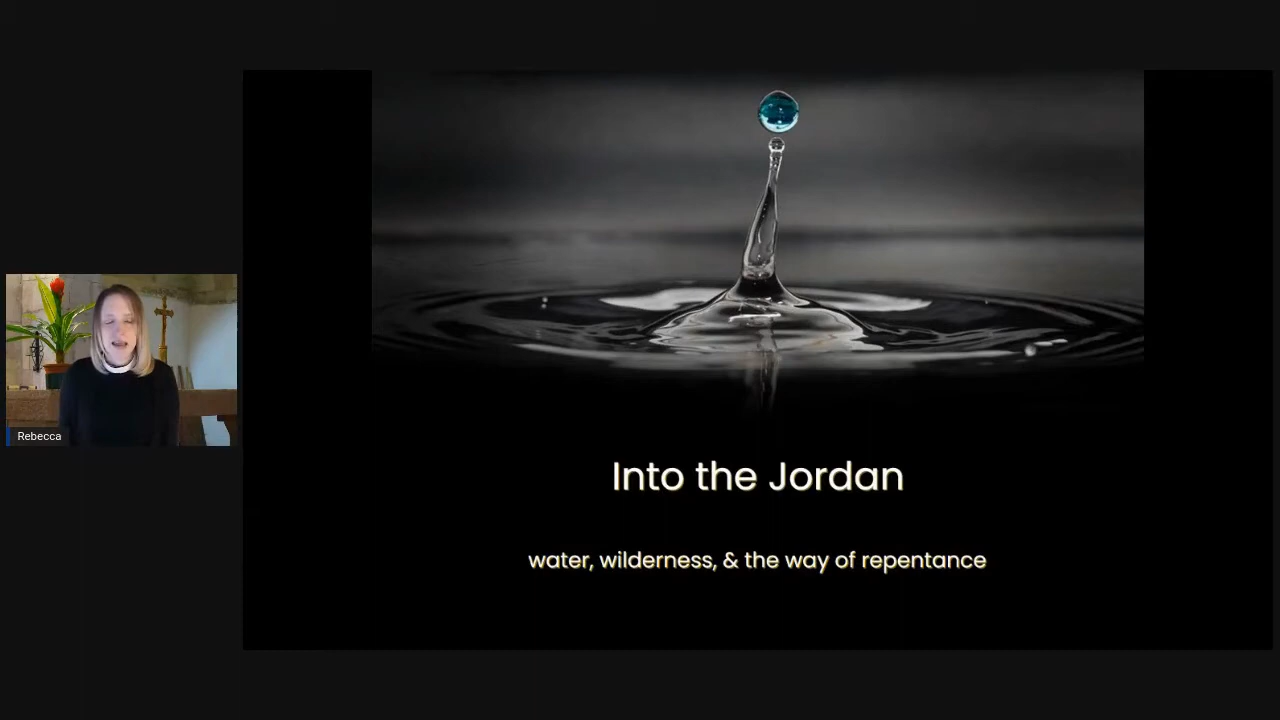 Rebecca
Into the Jordan
water, wilderness, & the way of repentance